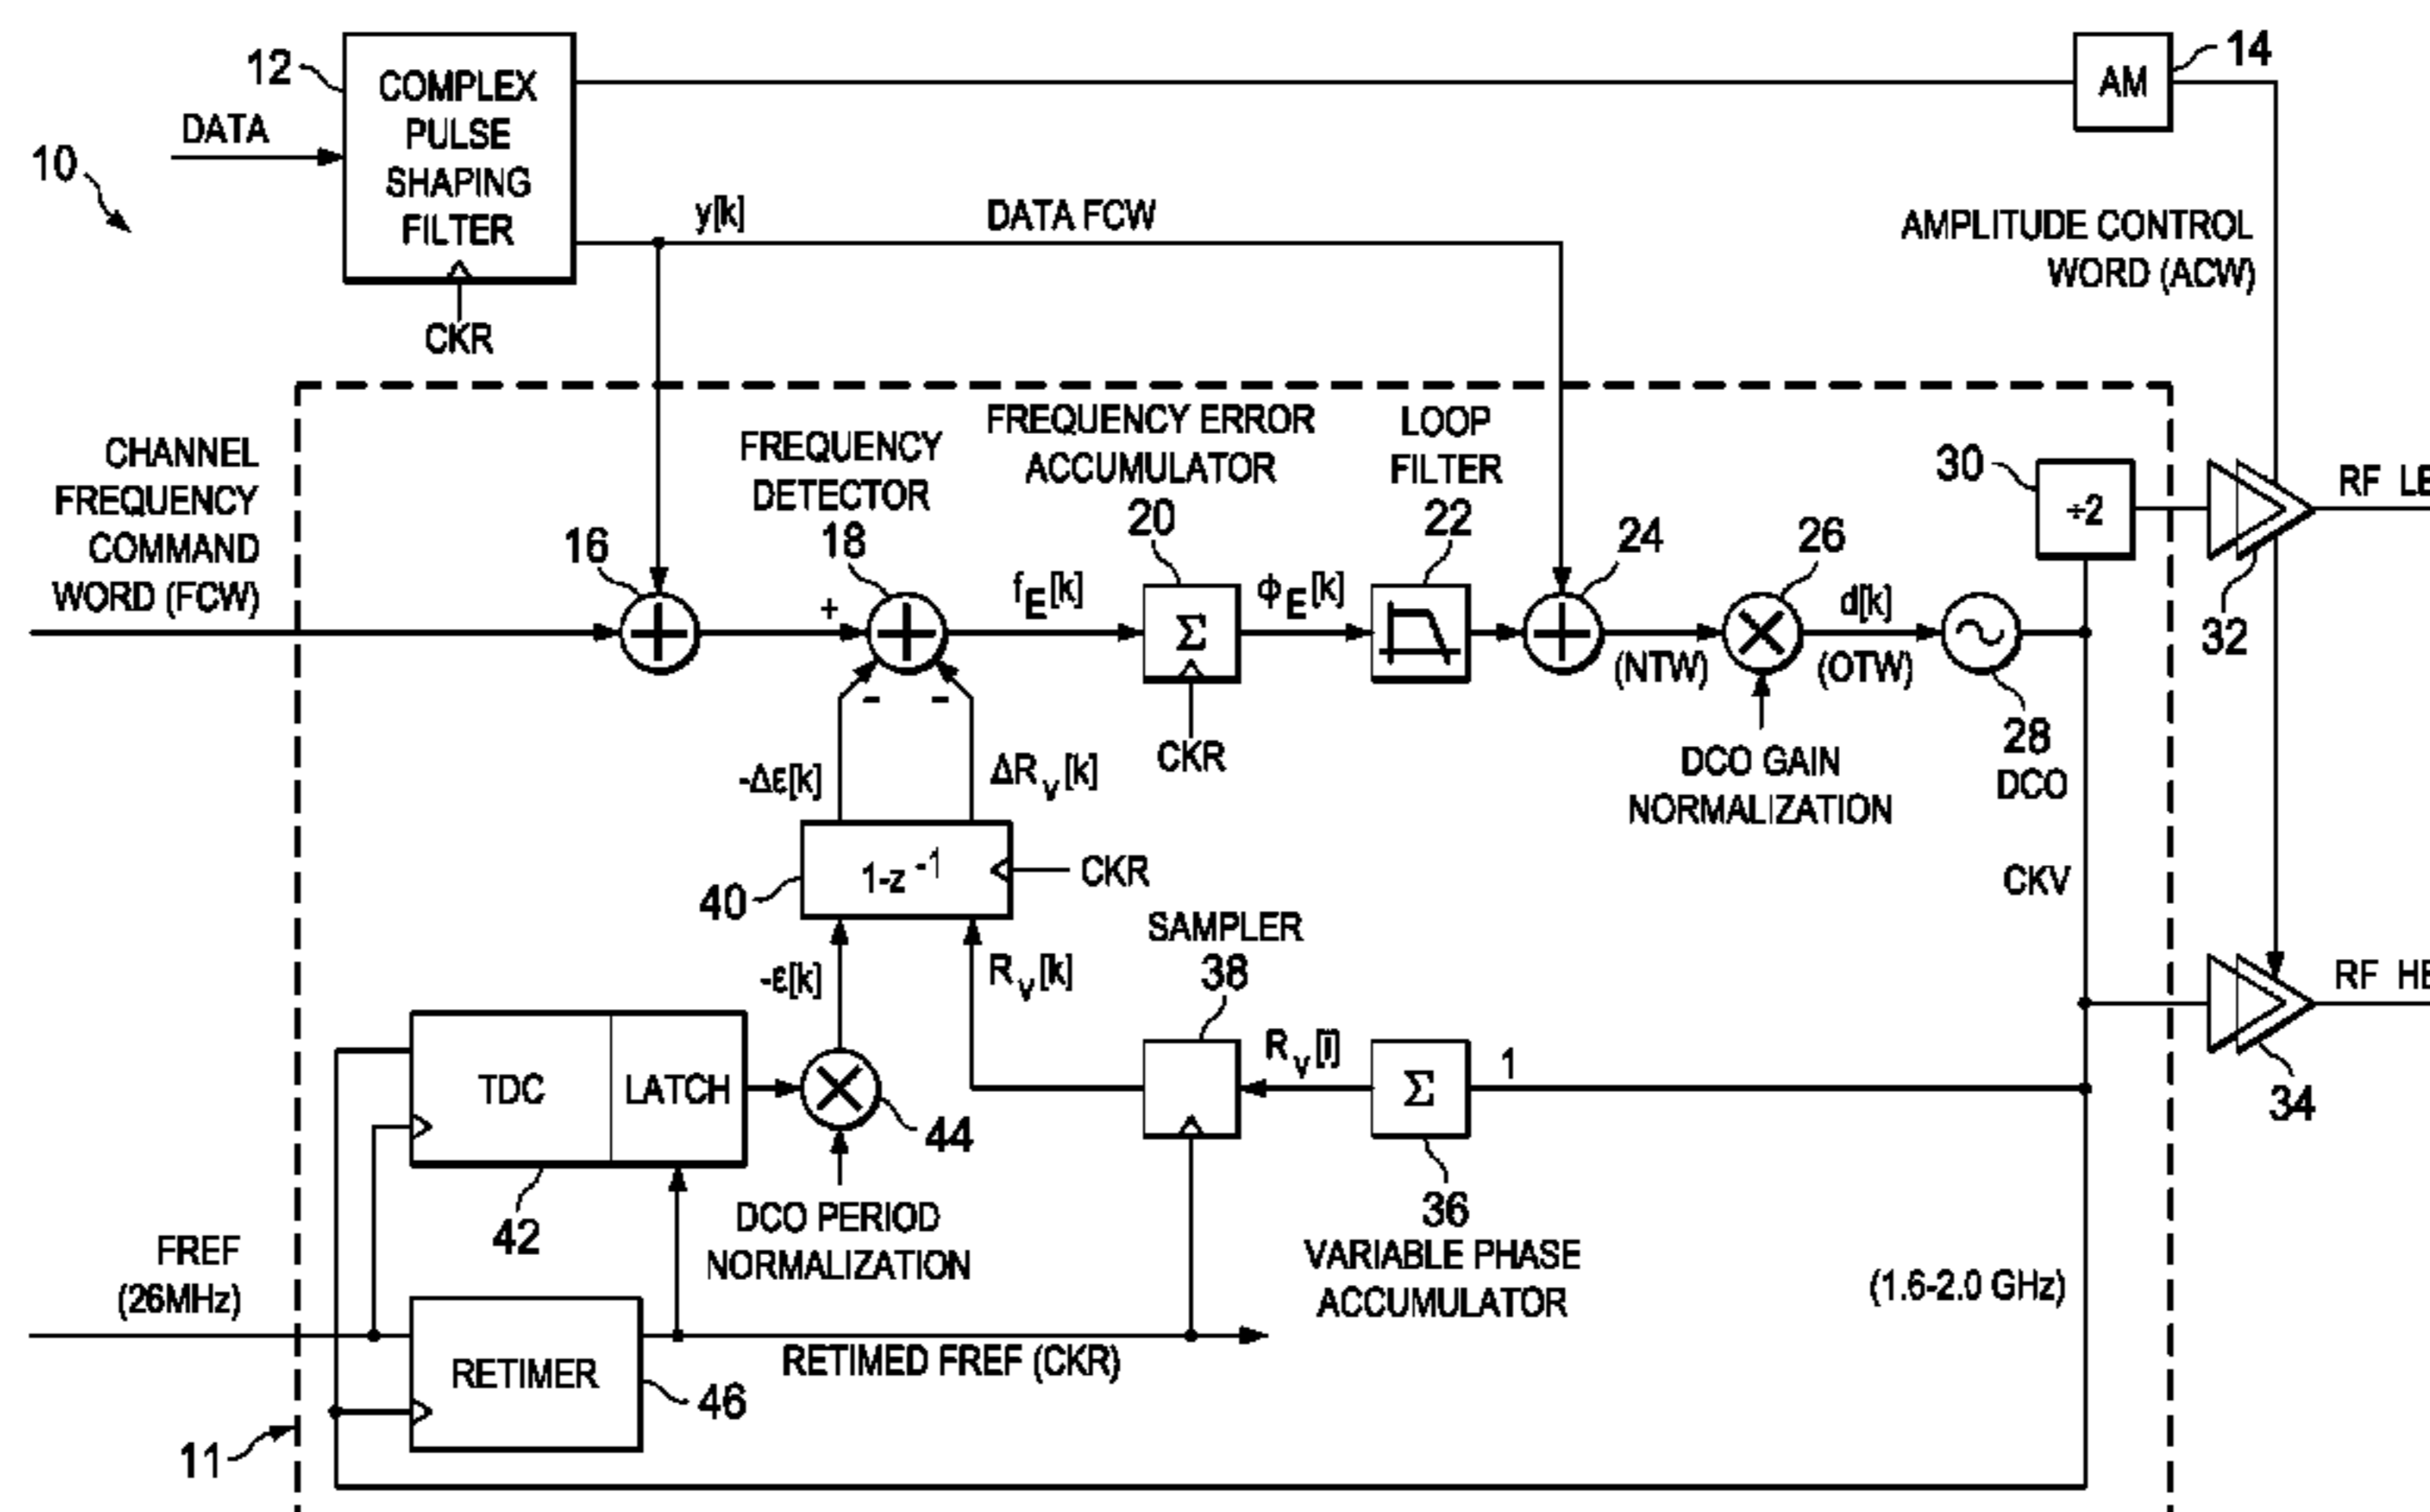 12
COMPLEX
PULSE
SHAPING
FILTER
CKR
DATA
10
AM
14
y[k]
DATA FCW
AMPLITUDE CONTROL
WORD (ACW)
CHANNEL
FREQUENCY
COMMAND
WORD (FCW)
16
+
FREQUENCY
DETECTOR
18
+
-
-
f_E[k]
FREQUENCY ERROR
ACCUMULATOR
20
Σ
CKR
ϕ_E[k]
LOOP
FILTER
22
24
+
(NTW)
26
×
d[k]
(OTW)
DCO GAIN
NORMALIZATION
28
DCO
30
÷2
32
RF
CKV
-Δε[k]
ΔR_v[k]
1-z^-1
CKR
40
-ε[k]
R_v[k]
SAMPLER
38
R_v[i]
Σ
1
36
VARIABLE PHASE
ACCUMULATOR
34
RF
TDC
LATCH
42
44
DCO PERIOD
NORMALIZATION
FREF
(26MHz)
RETIMER
46
RETIMED FREF (CKR)
(1.6-2.0 GHz)
11